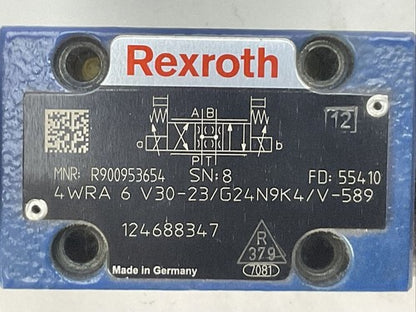 Rexroth
A B
12
a b
P T
MNR: R900953654 SN:8 FD: 55410
4WRA 6 V30-23/G24N9K4/V-589
124688347
R
379
7081
Made in Germany